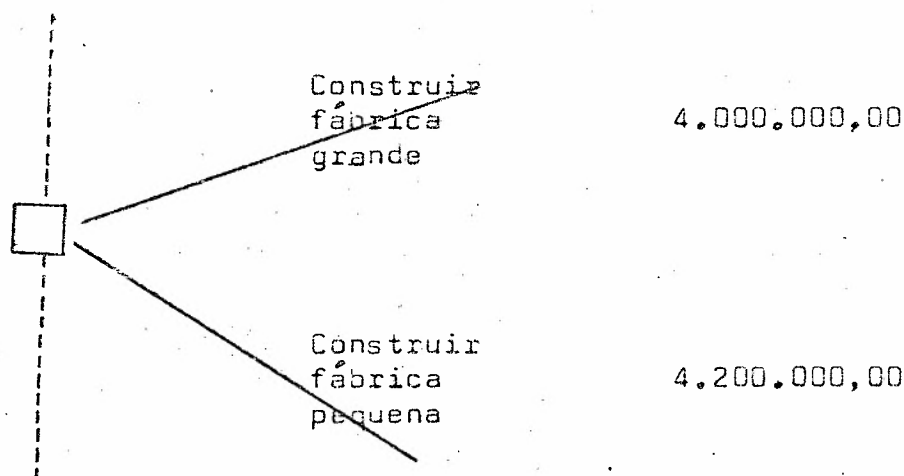 Construir
fábrica
grande
4.000.000,00
Construir
fábrica
pequena
4.200.000,00